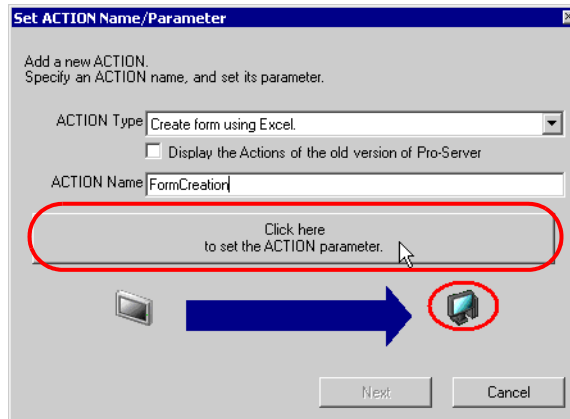 Set ACTION Name/Parameter
Add a new ACTION.
Specify an ACTION name, and set its parameter.
ACTION Type Create form using Excel.
Display the Actions of the old version of Pro-Server
ACTION Name FormCreation
Click here
to set the ACTION parameter.
Next Cancel